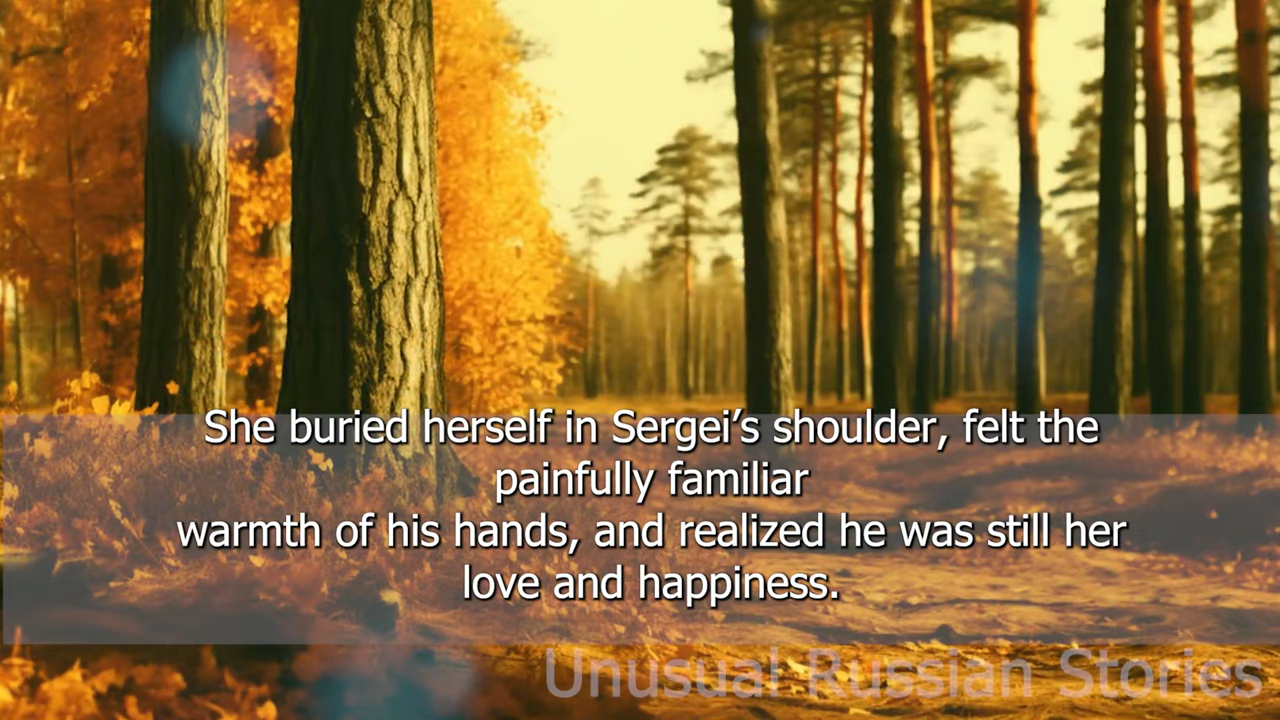 She buried herself in Sergei’s shoulder, felt the
painfully familiar
warmth of his hands, and realized he was still her
love and happiness.
Unusual Russian Stories